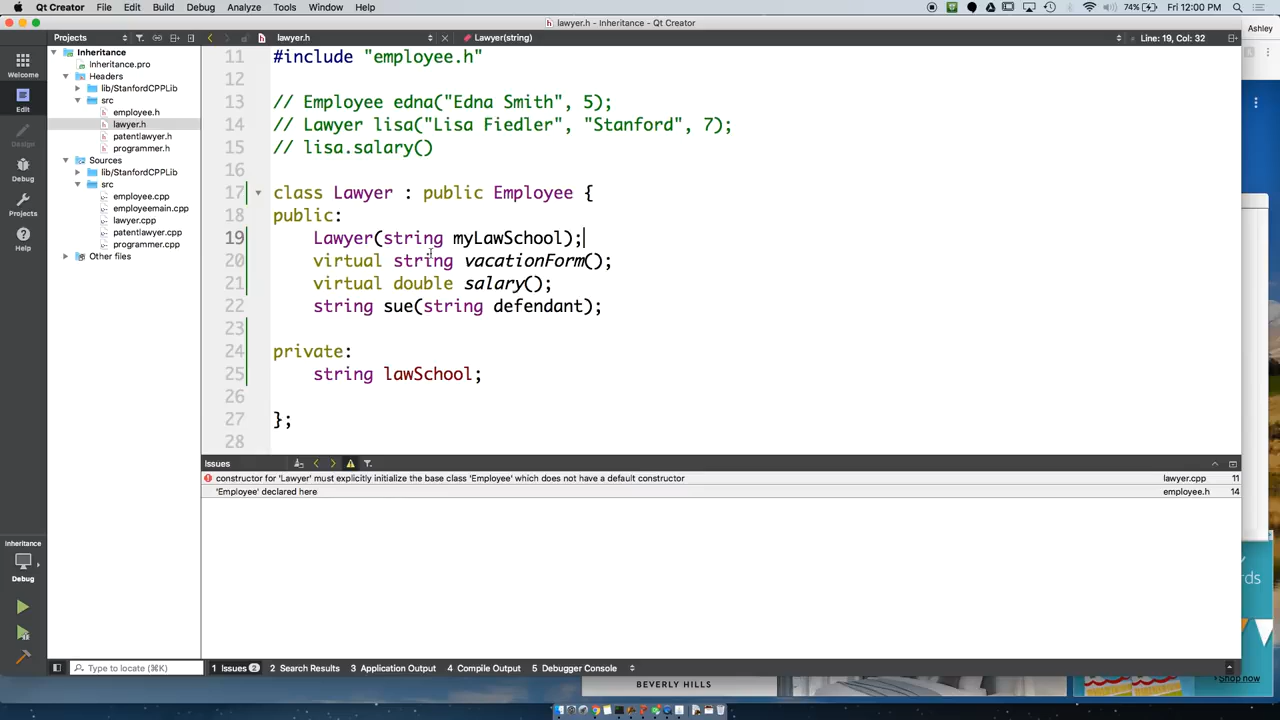 Qt Creator File Edit Build Debug Analyze Tools Window Help 74% Fri 12:00 PM
lawyer.h - Inheritance - Qt Creator
Ashley
Projects lawyer.h Lawyer(string) Line: 19, Col: 32
Welcome
Edit
Design
Debug
Projects
Help
Inheritance
Inheritance.pro
Headers
lib/StanfordCPPLib
src
employee.h
lawyer.h
patentlawyer.h
programmer.h
Sources
lib/StanfordCPPLib
src
employee.cpp
employeemain.cpp
lawyer.cpp
patentlawyer.cpp
programmer.cpp
Other files
11 #include "employee.h"
12
13 // Employee edna("Edna Smith", 5);
14 // Lawyer lisa("Lisa Fiedler", "Stanford", 7);
15 // lisa.salary()
16
17 class Lawyer : public Employee {
18 public:
19 Lawyer(string myLawSchool);
20 virtual string vacationForm();
21 virtual double salary();
22 string sue(string defendant);
23
24 private:
25 string lawSchool;
26
27 };
28
Issues
constructor for 'Lawyer' must explicitly initialize the base class 'Employee' which does not have a default constructor lawyer.cpp 11
'Employee' declared here employee.h 14
Inheritance
Debug
Type to locate (⌘K) 1 Issues 2 2 Search Results 3 Application Output 4 Compile Output 5 Debugger Console
BEVERLY HILLS
Shop now